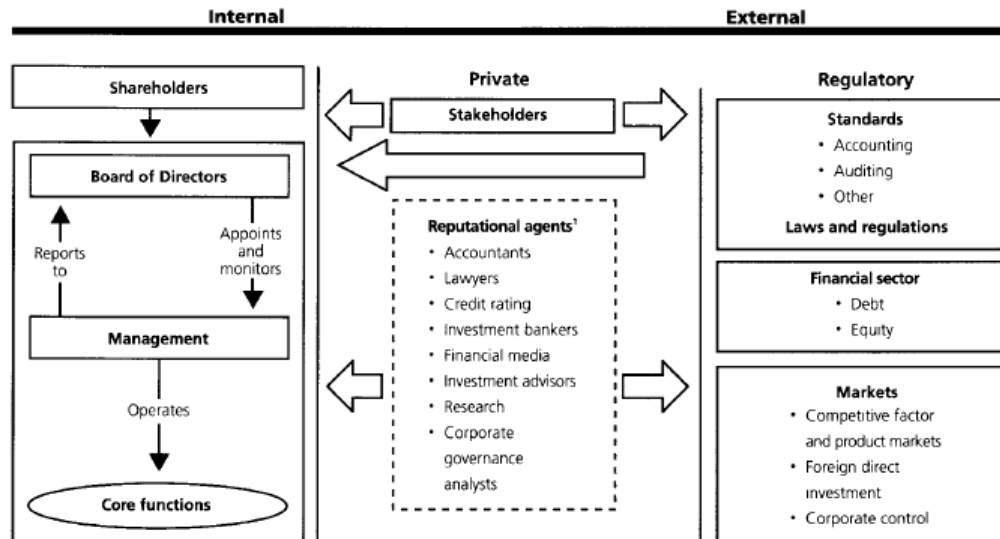 Internal
External
Shareholders
Board of Directors
Reports
to
Appoints
and
monitors
Management
Operates
Core functions
Private
Stakeholders
Reputational agents¹
• Accountants
• Lawyers
• Credit rating
• Investment bankers
• Financial media
• Investment advisors
• Research
• Corporate
governance
analysts
Regulatory
Standards
• Accounting
• Auditing
• Other
Laws and regulations
Financial sector
• Debt
• Equity
Markets
• Competitive factor
and product markets
• Foreign direct
investment
• Corporate control